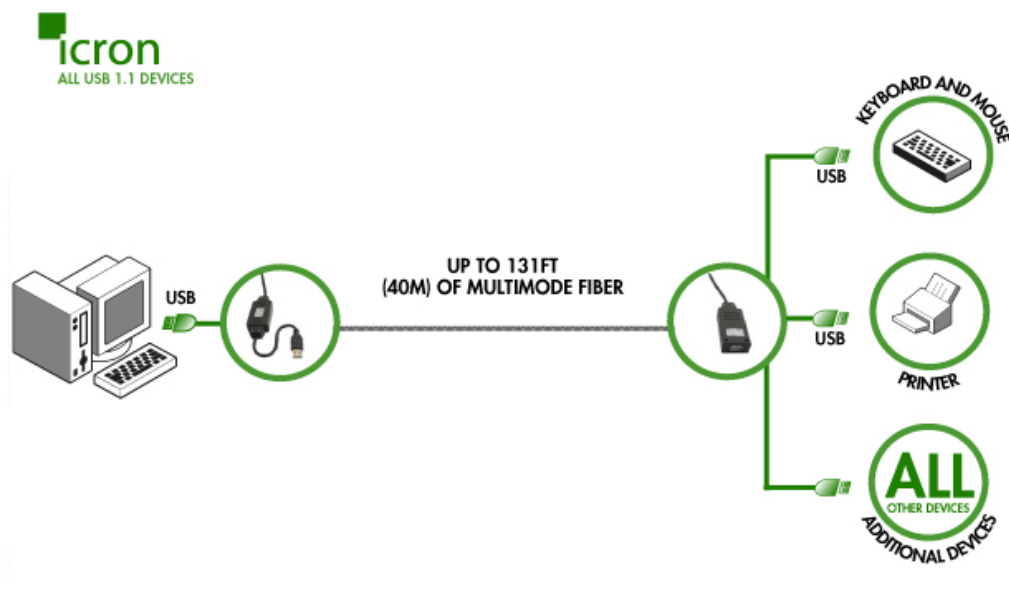 icron
ALL USB 1.1 DEVICES
KEYBOARD AND MOUSE
USB
UP TO 131FT
(40M) OF MULTIMODE FIBER
USB
USB
PRINTER
ALL
OTHER DEVICES
ADDITIONAL DEVICES